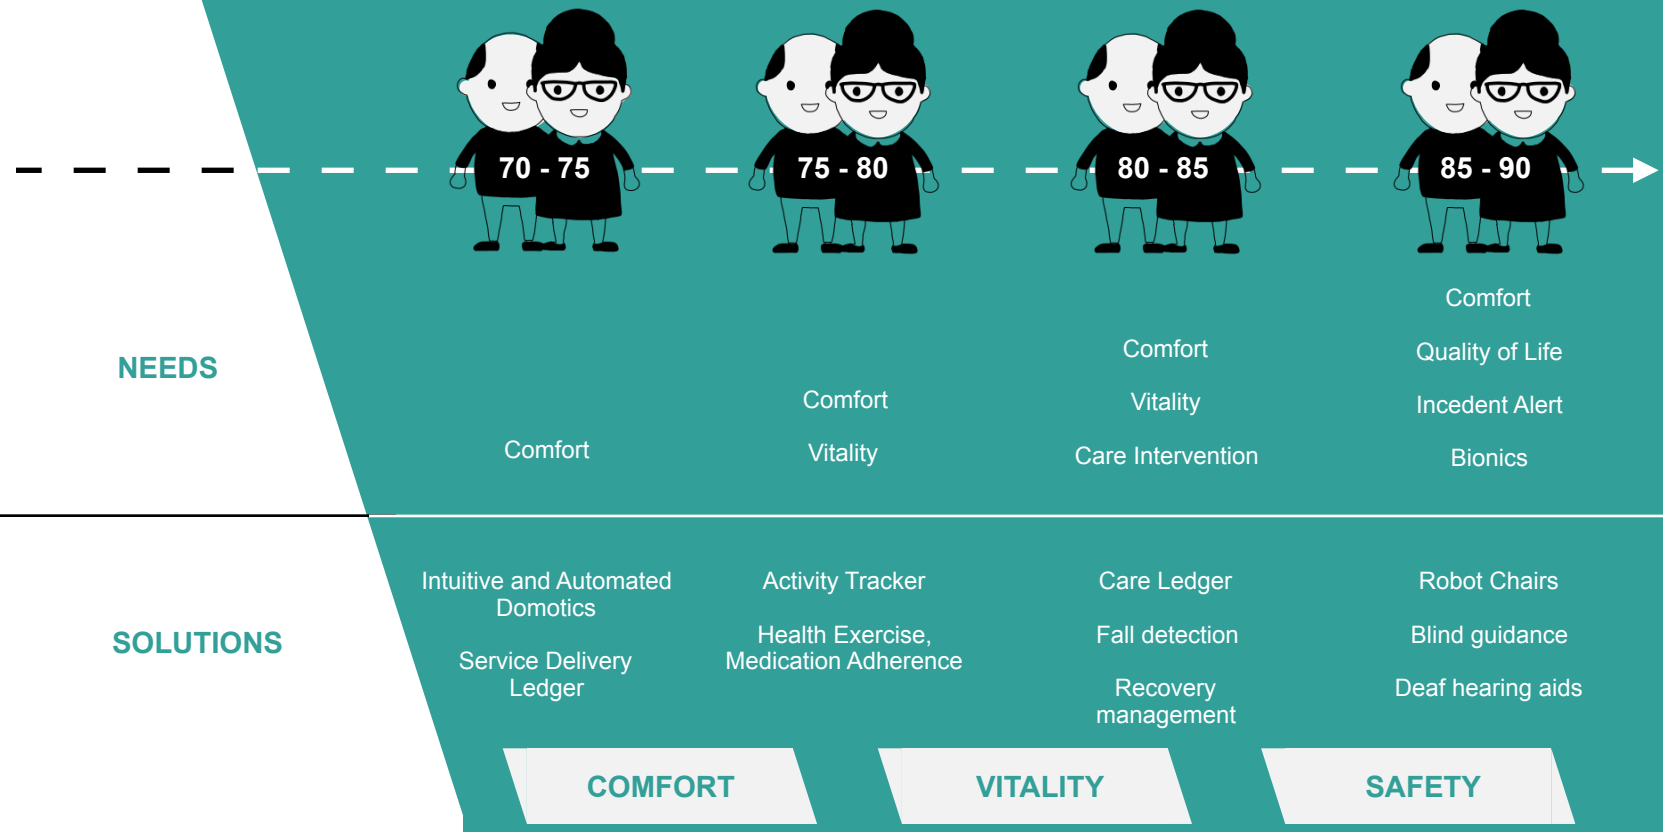 70 - 75
75 - 80
80 - 85
85 - 90
NEEDS
Comfort
Comfort
Vitality
Comfort
Vitality
Care Intervention
Comfort
Quality of Life
Incedent Alert
Bionics
SOLUTIONS
Intuitive and Automated
Domotics
Service Delivery
Ledger
Activity Tracker
Health Exercise,
Medication Adherence
Care Ledger
Fall detection
Recovery
management
Robot Chairs
Blind guidance
Deaf hearing aids
COMFORT
VITALITY
SAFETY